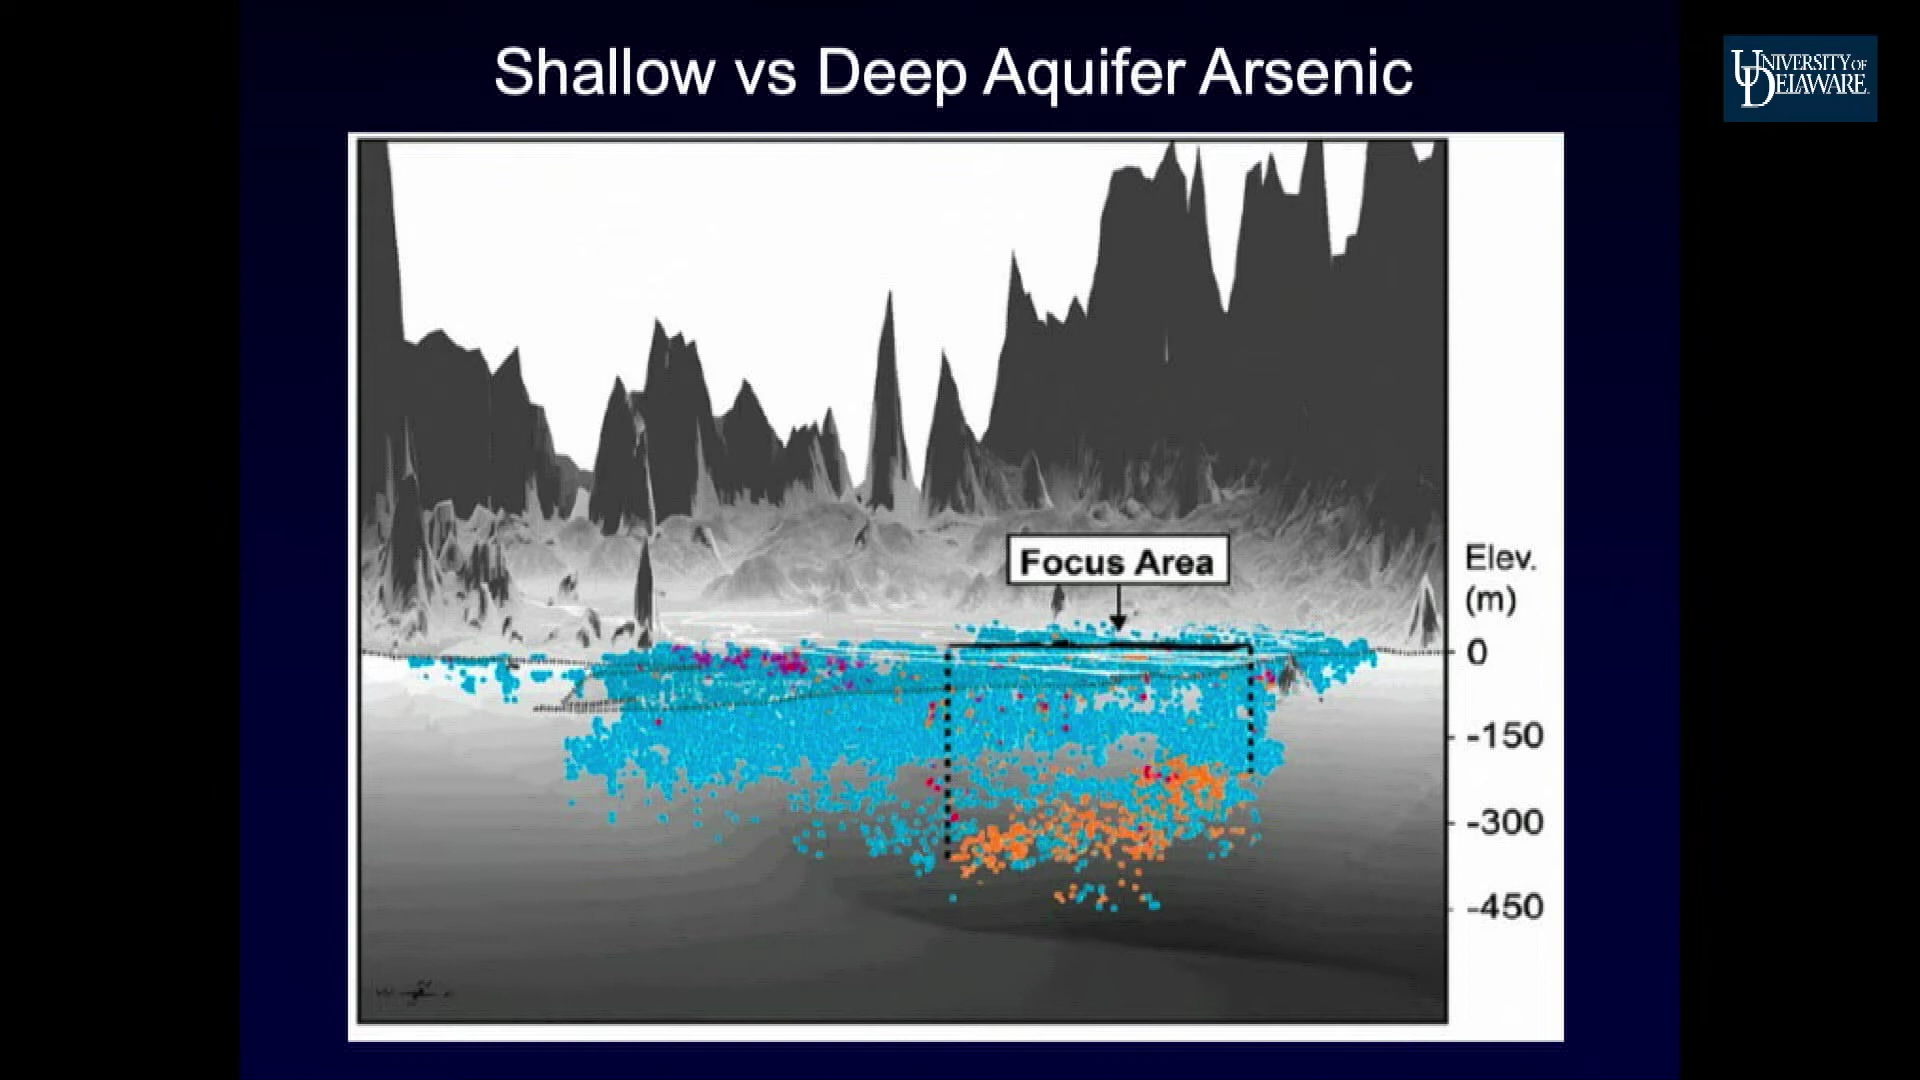 Shallow vs Deep Aquifer Arsenic
UNIVERSITY OF
DELAWARE
Focus Area
Elev.
(m)
0
-150
-300
-450